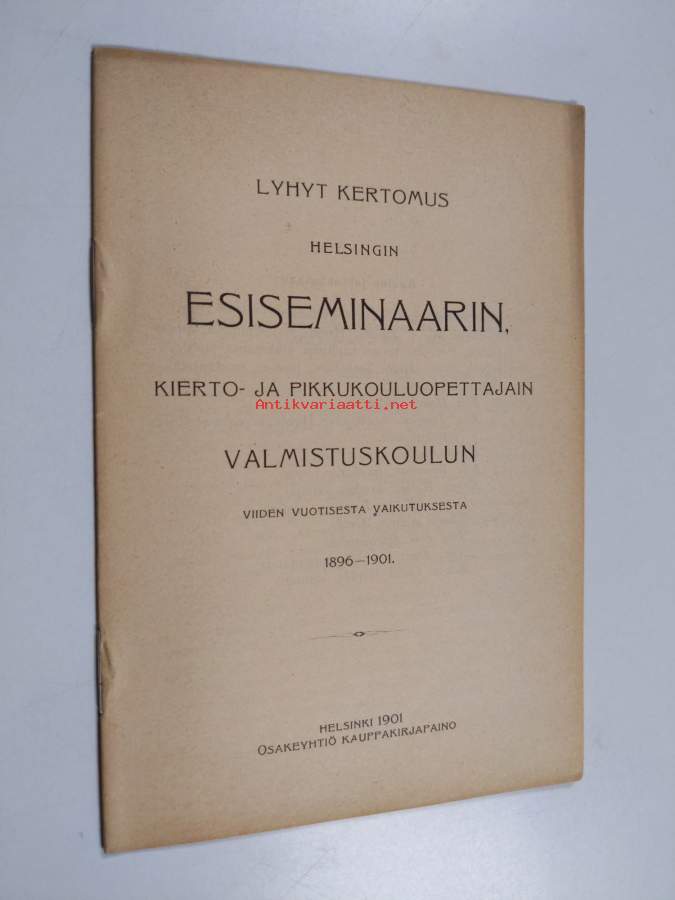 LYHYT KERTOMUS
HELSINGIN
ESISEMINAARIN,
KIERTO- JA PIKKUKOULUOPETTAJAIN
Antikvariaatti.net
VALMISTUSKOULUN
VIIDEN VUOTISESTA VAIKUTUKSESTA
1896—1901.
HELSINKI 1901
OSAKEYHTIÖ KAUPPAKIRJAPAINO